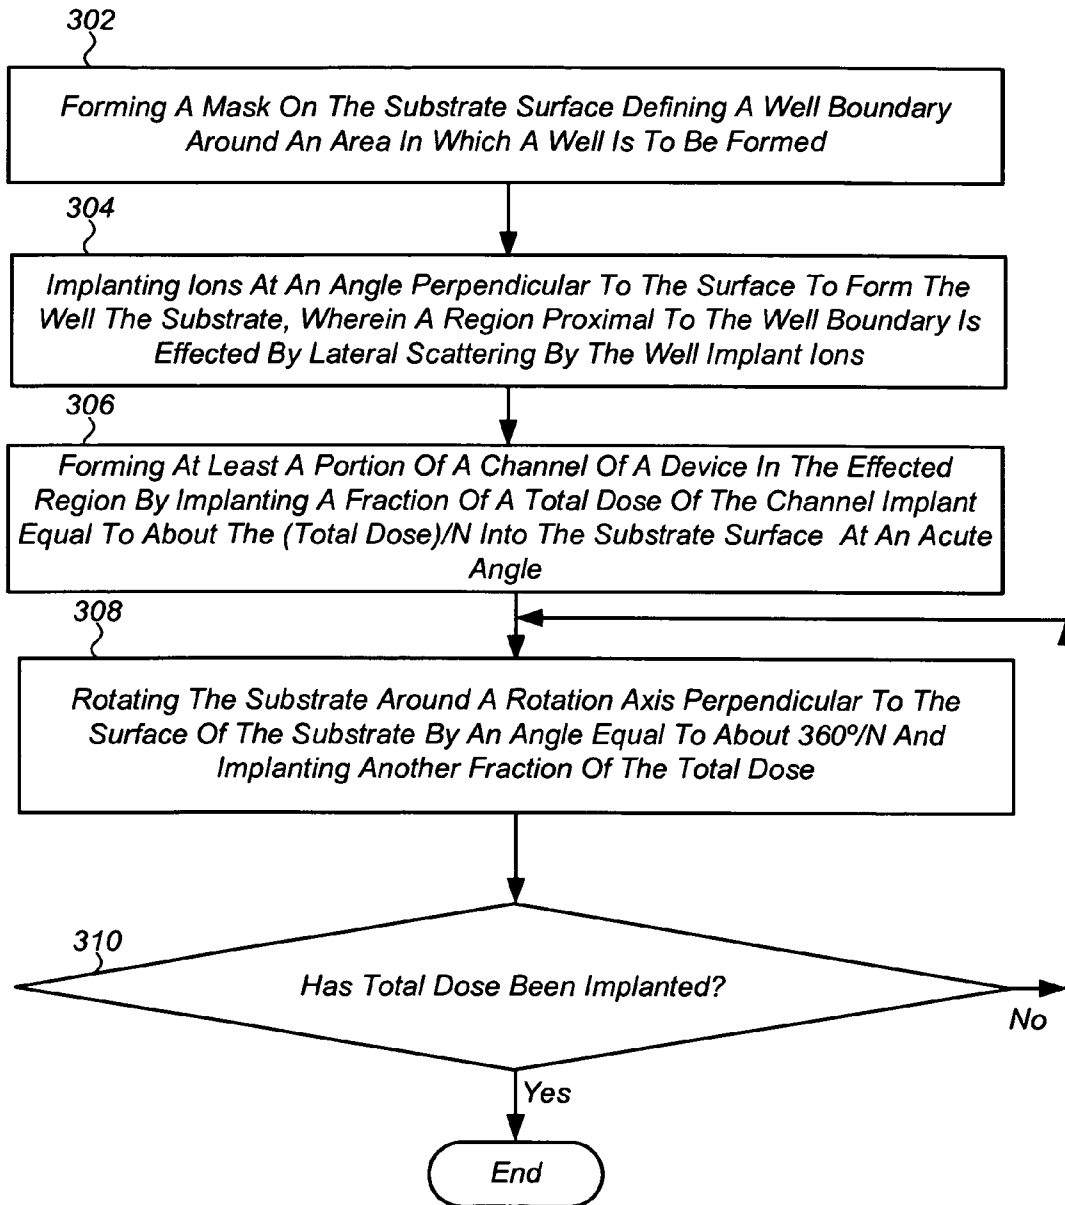 302
Forming A Mask On The Substrate Surface Defining A Well Boundary
Around An Area In Which A Well Is To Be Formed
304
Implanting Ions At An Angle Perpendicular To The Surface To Form The
Well The Substrate, Wherein A Region Proximal To The Well Boundary Is
Effected By Lateral Scattering By The Well Implant Ions
306
Forming At Least A Portion Of A Channel Of A Device In The Effected
Region By Implanting A Fraction Of A Total Dose Of The Channel Implant
Equal To About The (Total Dose)/N Into The Substrate Surface At An Acute
Angle
308
Rotating The Substrate Around A Rotation Axis Perpendicular To The
Surface Of The Substrate By An Angle Equal To About 360º/N And
Implanting Another Fraction Of The Total Dose
310
Has Total Dose Been Implanted?
No
Yes
End